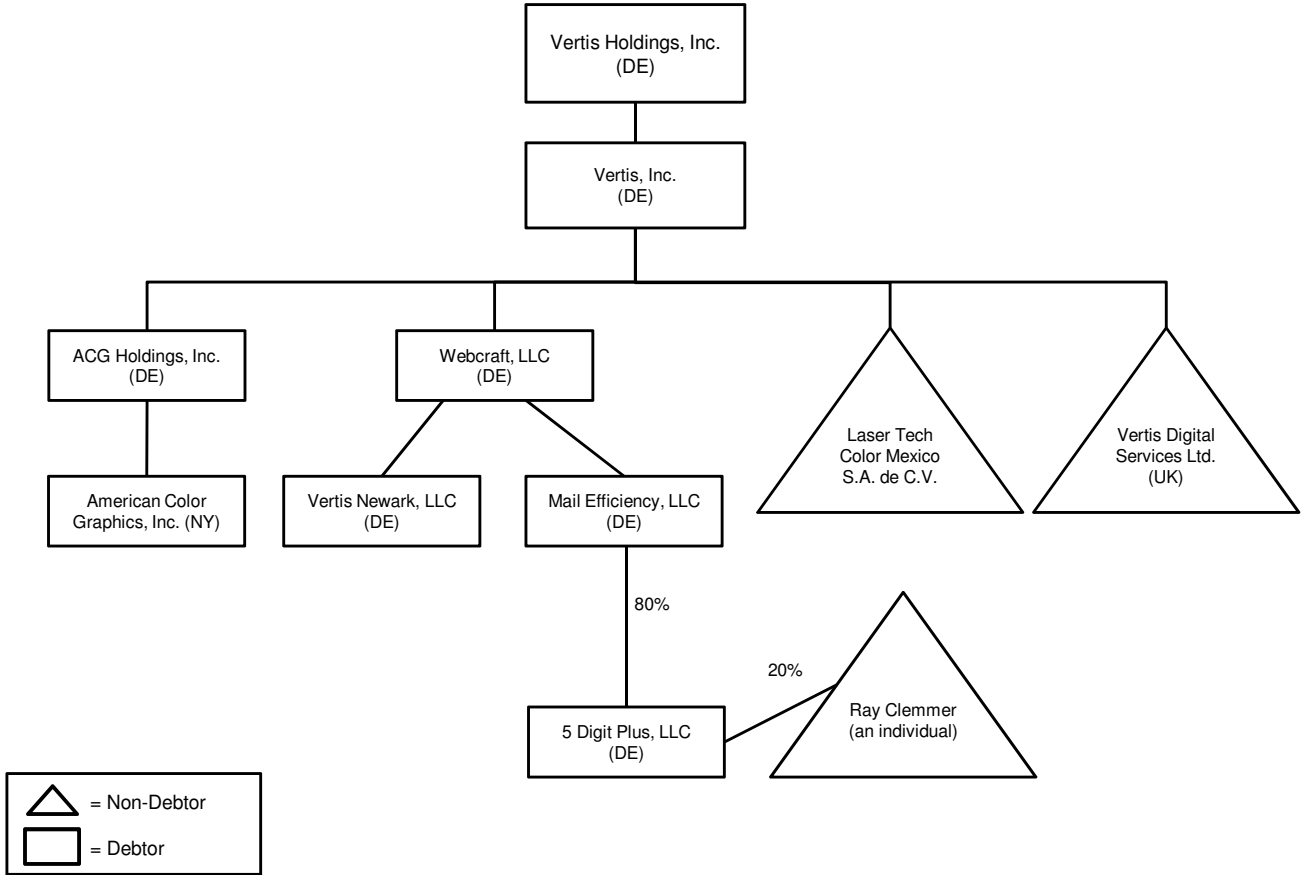 Vertis Holdings, Inc.
(DE)
Vertis, Inc.
(DE)
ACG Holdings, Inc.
(DE)
Webcraft, LLC
(DE)
Laser Tech
Color Mexico
S.A. de C.V.
Vertis Digital
Services Ltd.
(UK)
American Color
Graphics, Inc. (NY)
Vertis Newark, LLC
(DE)
Mail Efficiency, LLC
(DE)
80%
20%
5 Digit Plus, LLC
(DE)
Ray Clemmer
(an individual)
= Non-Debtor
= Debtor